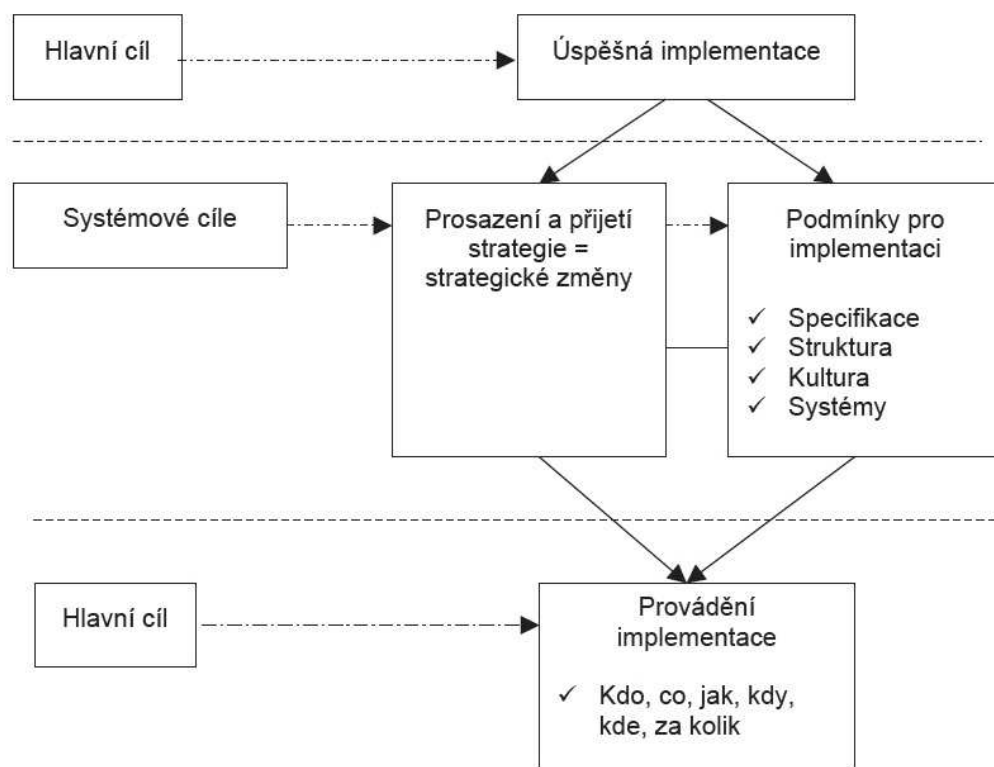 Hlavní cíl
Úspěšná implementace
Systémové cíle
Prosazení a přijetí
strategie =
strategické změny
Podmínky pro
implementaci
✓ Specifikace
✓ Struktura
✓ Kultura
✓ Systémy
Hlavní cíl
Provádění
implementace
✓ Kdo, co, jak, kdy,
kde, za kolik